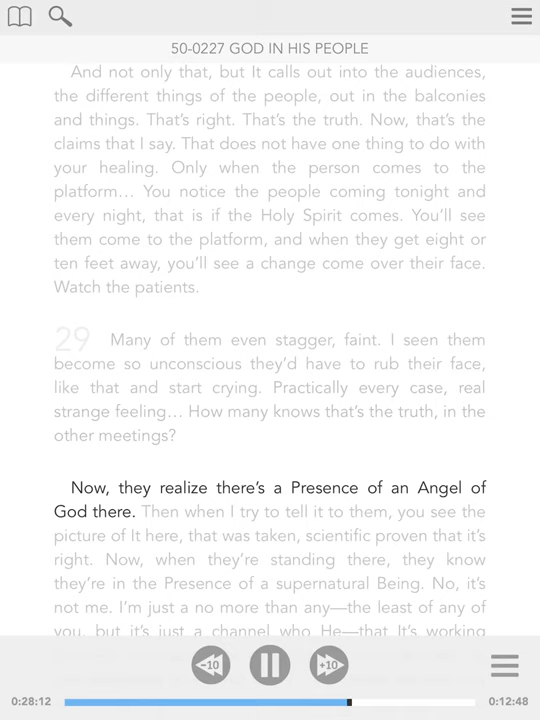 50-0227 GOD IN HIS PEOPLE
And not only that, but It calls out into the audiences,
the different things of the people, out in the balconies
and things. That’s right. That’s the truth. Now, that’s the
claims that I say. That does not have one thing to do with
your healing. Only when the person comes to the
platform… You notice the people coming tonight and
every night, that is if the Holy Spirit comes. You’ll see
them come to the platform, and when they get eight or
ten feet away, you’ll see a change come over their face.
Watch the patients.
29 Many of them even stagger, faint. I seen them
become so unconscious they’d have to rub their face,
like that and start crying. Practically every case, real
strange feeling… How many knows that’s the truth, in the
other meetings?
Now, they realize there’s a Presence of an Angel of
God there. Then when I try to tell it to them, you see the
picture of It here, that was taken, scientific proven that it’s
right. Now, when they’re standing there, they know
they’re in the Presence of a supernatural Being. No, it’s
not me. I’m just a no more than any—the least of any of
you, but it’s just a channel who He—that It’s working
-10 +10
0:28:12 0:12:48